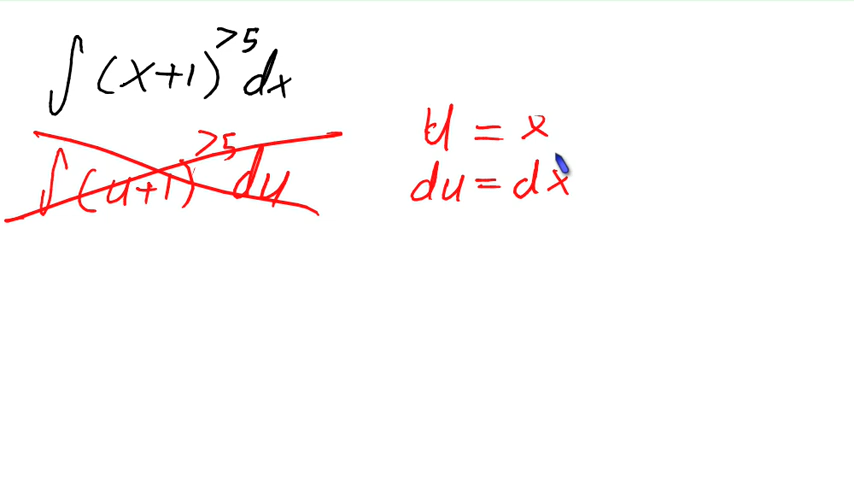 ∫(x+1)^75 dx
u = x
∫(u+1)^75 du
du = dx